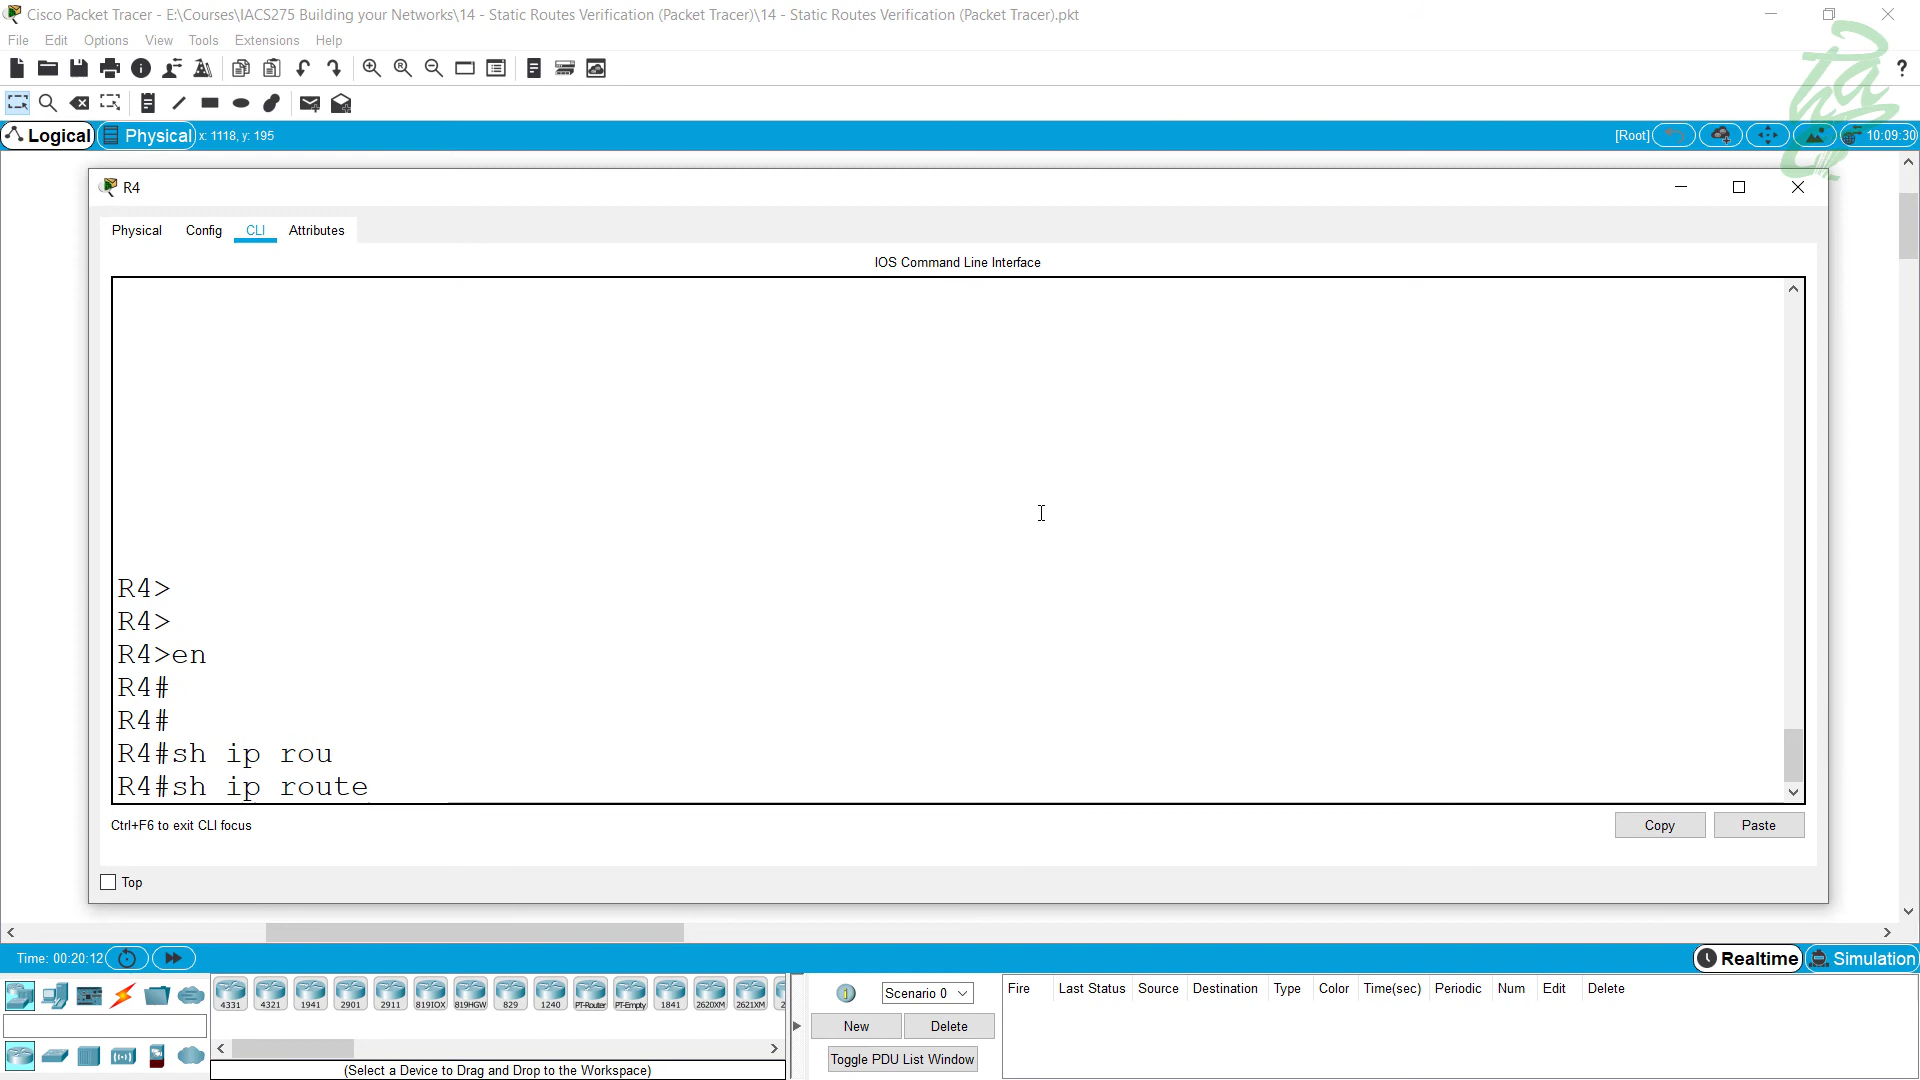 Cisco Packet Tracer - E:\Courses\IACS275 Building your Networks\14 - Static Routes Verification (Packet Tracer)\14 - Static Routes Verification (Packet Tracer).pkt
File Edit Options View Tools Extensions Help
Logical Physical x: 1118, y: 195 [Root] 10:09:30
R4
Physical Config CLI Attributes
IOS Command Line Interface
R4>
R4>
R4>en
R4#
R4#
R4#sh ip rou
R4#sh ip route
Ctrl+F6 to exit CLI focus Copy Paste
Top
Time: 00:20:12 Realtime Simulation
4331 4321 1941 2901 2911 819IOX 819HGW 829 1240 PT-Router PT-Empty 1841 2620XM 2621XM
Scenario 0
New Delete
Toggle PDU List Window
Fire Last Status Source Destination Type Color Time(sec) Periodic Num Edit Delete
(Select a Device to Drag and Drop to the Workspace)